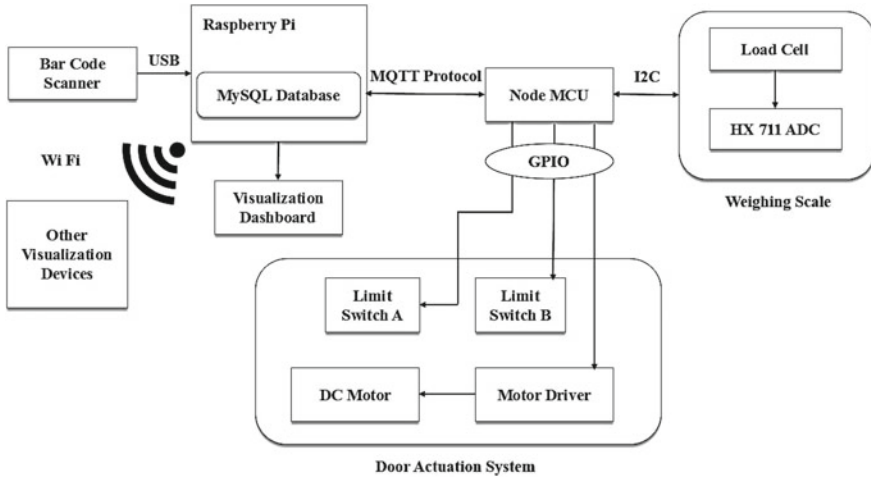 Raspberry Pi
Bar Code
Scanner
USB
MySQL Database
MQTT Protocol
Node MCU
I2C
Load Cell
HX 711 ADC
Weighing Scale
Wi Fi
GPIO
Visualization
Dashboard
Other
Visualization
Devices
Limit
Switch A
Limit
Switch B
DC Motor
Motor Driver
Door Actuation System